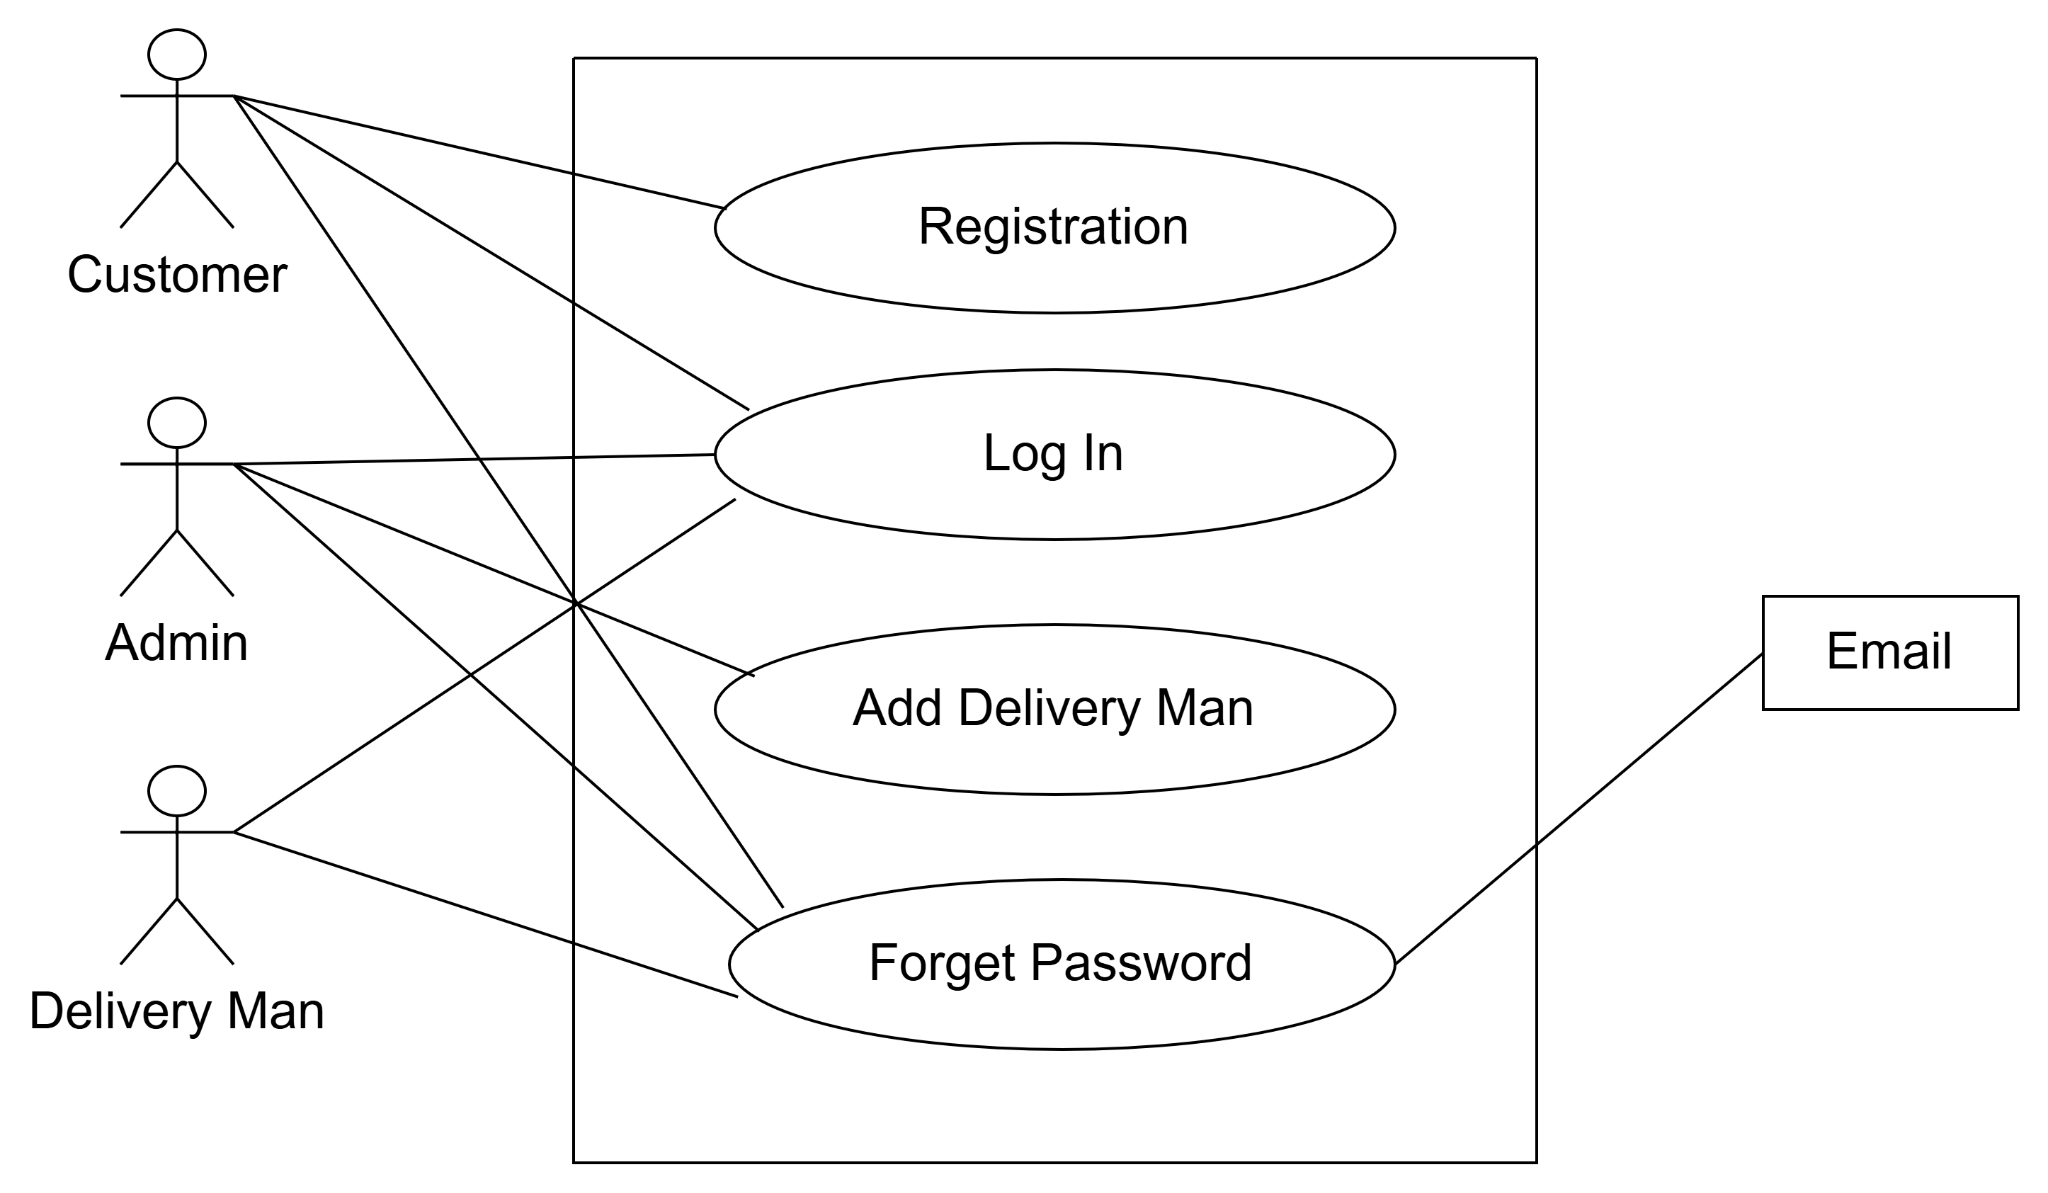 Customer
Registration
Log In
Admin
Add Delivery Man
Email
Delivery Man
Forget Password